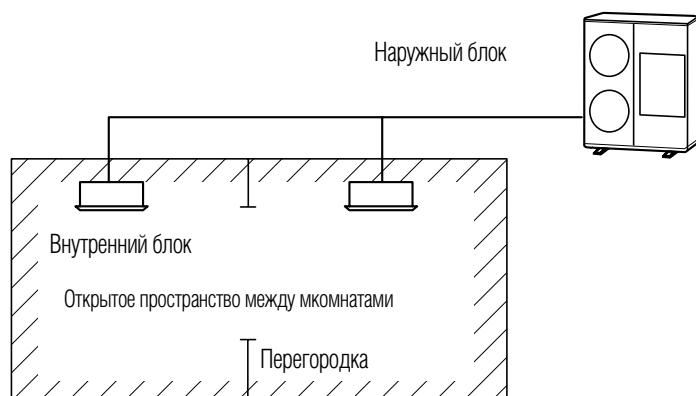 Наружный блок
Внутренний блок
Открытое пространство между мкомнатами
Перегородка